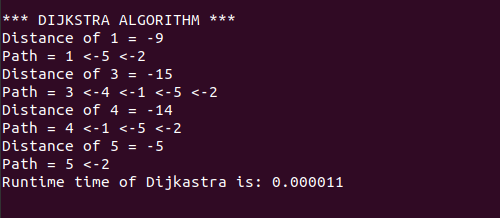 *** DIJKSTRA ALGORITHM ***
Distance of 1 = -9
Path = 1 <-5 <-2
Distance of 3 = -15
Path = 3 <-4 <-1 <-5 <-2
Distance of 4 = -14
Path = 4 <-1 <-5 <-2
Distance of 5 = -5
Path = 5 <-2
Runtime time of Dijkastra is: 0.000011